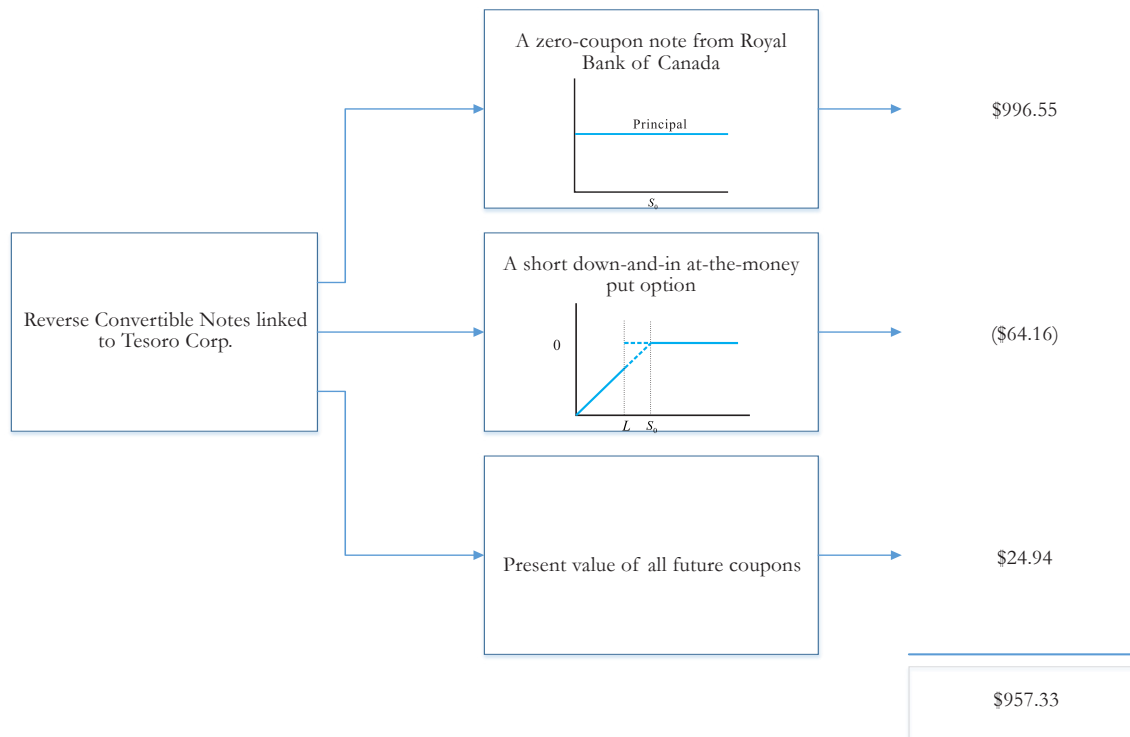 A zero-coupon note from Royal
Bank of Canada
Principal
S₀
$996.55
Reverse Convertible Notes linked
to Tesoro Corp.
A short down-and-in at-the-money
put option
0
L S₀
($64.16)
Present value of all future coupons
$24.94
$957.33